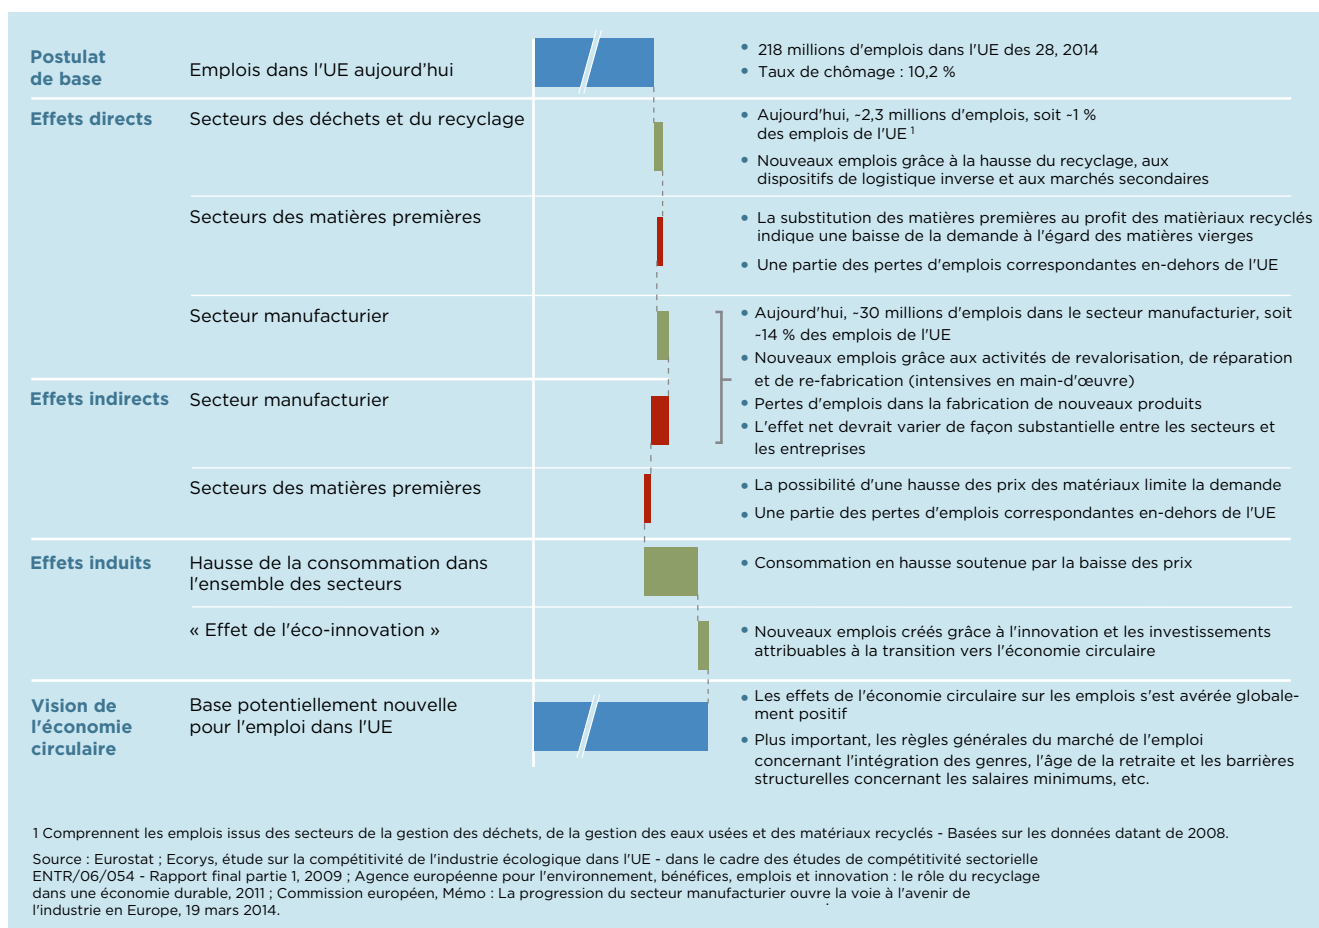 Postulat
de base
Emplois dans l'UE aujourd’hui
• 218 millions d'emplois dans l'UE des 28, 2014
• Taux de chômage : 10,2 %
Effets directs
Secteurs des déchets et du recyclage
• Aujourd'hui, ~2,3 millions d'emplois, soit ~1 %
des emplois de l'UE 1
• Nouveaux emplois grâce à la hausse du recyclage, aux
dispositifs de logistique inverse et aux marchés secondaires
Secteurs des matières premières
• La substitution des matières premières au profit des matièriaux recyclés
indique une baisse de la demande à l'égard des matières vierges
• Une partie des pertes d'emplois correspondantes en-dehors de l'UE
Secteur manufacturier
• Aujourd'hui, ~30 millions d'emplois dans le secteur manufacturier, soit
~14 % des emplois de l'UE
• Nouveaux emplois grâce aux activités de revalorisation, de réparation
et de re-fabrication (intensives en main-d'œuvre)
• Pertes d'emplois dans la fabrication de nouveaux produits
• L'effet net devrait varier de façon substantielle entre les secteurs et
les entreprises
Effets indirects
Secteur manufacturier
Secteurs des matières premières
• La possibilité d'une hausse des prix des matériaux limite la demande
• Une partie des pertes d'emplois correspondantes en-dehors de l'UE
Effets induits
Hausse de la consommation dans
l'ensemble des secteurs
• Consommation en hausse soutenue par la baisse des prix
« Effet de l'éco-innovation »
• Nouveaux emplois créés grâce à l'innovation et les investissements
attribuables à la transition vers l'économie circulaire
Vision de
l'économie
circulaire
Base potentiellement nouvelle
pour l'emploi dans l'UE
• Les effets de l'économie circulaire sur les emplois s'est avérée globale-
ment positif
• Plus important, les règles générales du marché de l'emploi
concernant l'intégration des genres, l'âge de la retraite et les barrières
structurelles concernant les salaires minimums, etc.
1 Comprennent les emplois issus des secteurs de la gestion des déchets, de la gestion des eaux usées et des matériaux recyclés - Basées sur les données datant de 2008.
Source : Eurostat ; Ecorys, étude sur la compétitivité de l'industrie écologique dans l'UE - dans le cadre des études de compétitivité sectorielle
ENTR/06/054 - Rapport final partie 1, 2009 ; Agence européenne pour l'environnement, bénéfices, emplois et innovation : le rôle du recyclage
dans une économie durable, 2011 ; Commission européen, Mémo : La progression du secteur manufacturier ouvre la voie à l'avenir de
l'industrie en Europe, 19 mars 2014.